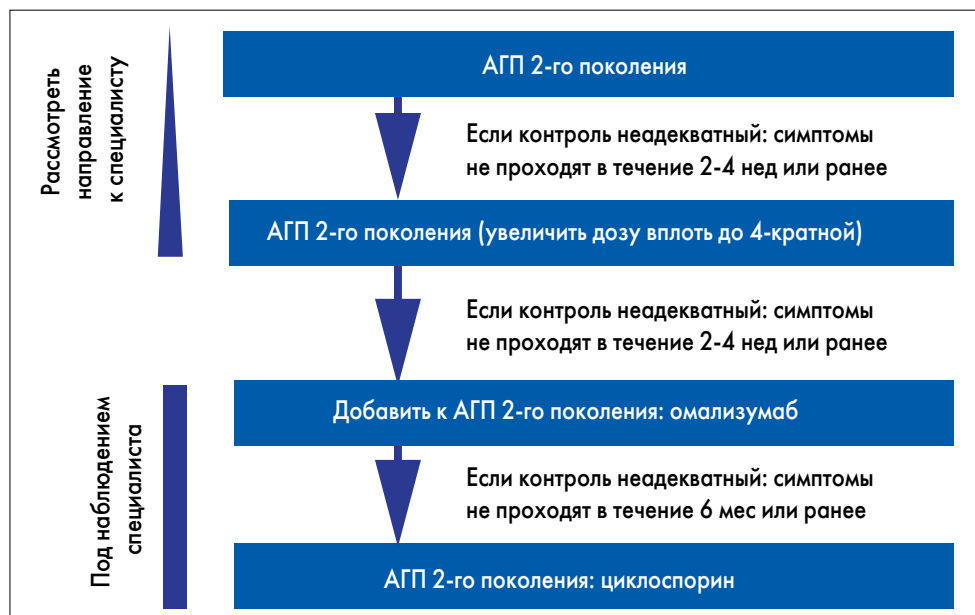 Рассмотреть
направление
к специалисту
АГП 2-го поколения
Если контроль неадекватный: симптомы
не проходят в течение 2-4 нед или ранее
АГП 2-го поколения (увеличить дозу вплоть до 4-кратной)
Если контроль неадекватный: симптомы
не проходят в течение 2-4 нед или ранее
Под наблюдением
специалиста
Добавить к АГП 2-го поколения: омализумаб
Если контроль неадекватный: симптомы
не проходят в течение 6 мес или ранее
АГП 2-го поколения: циклоспорин